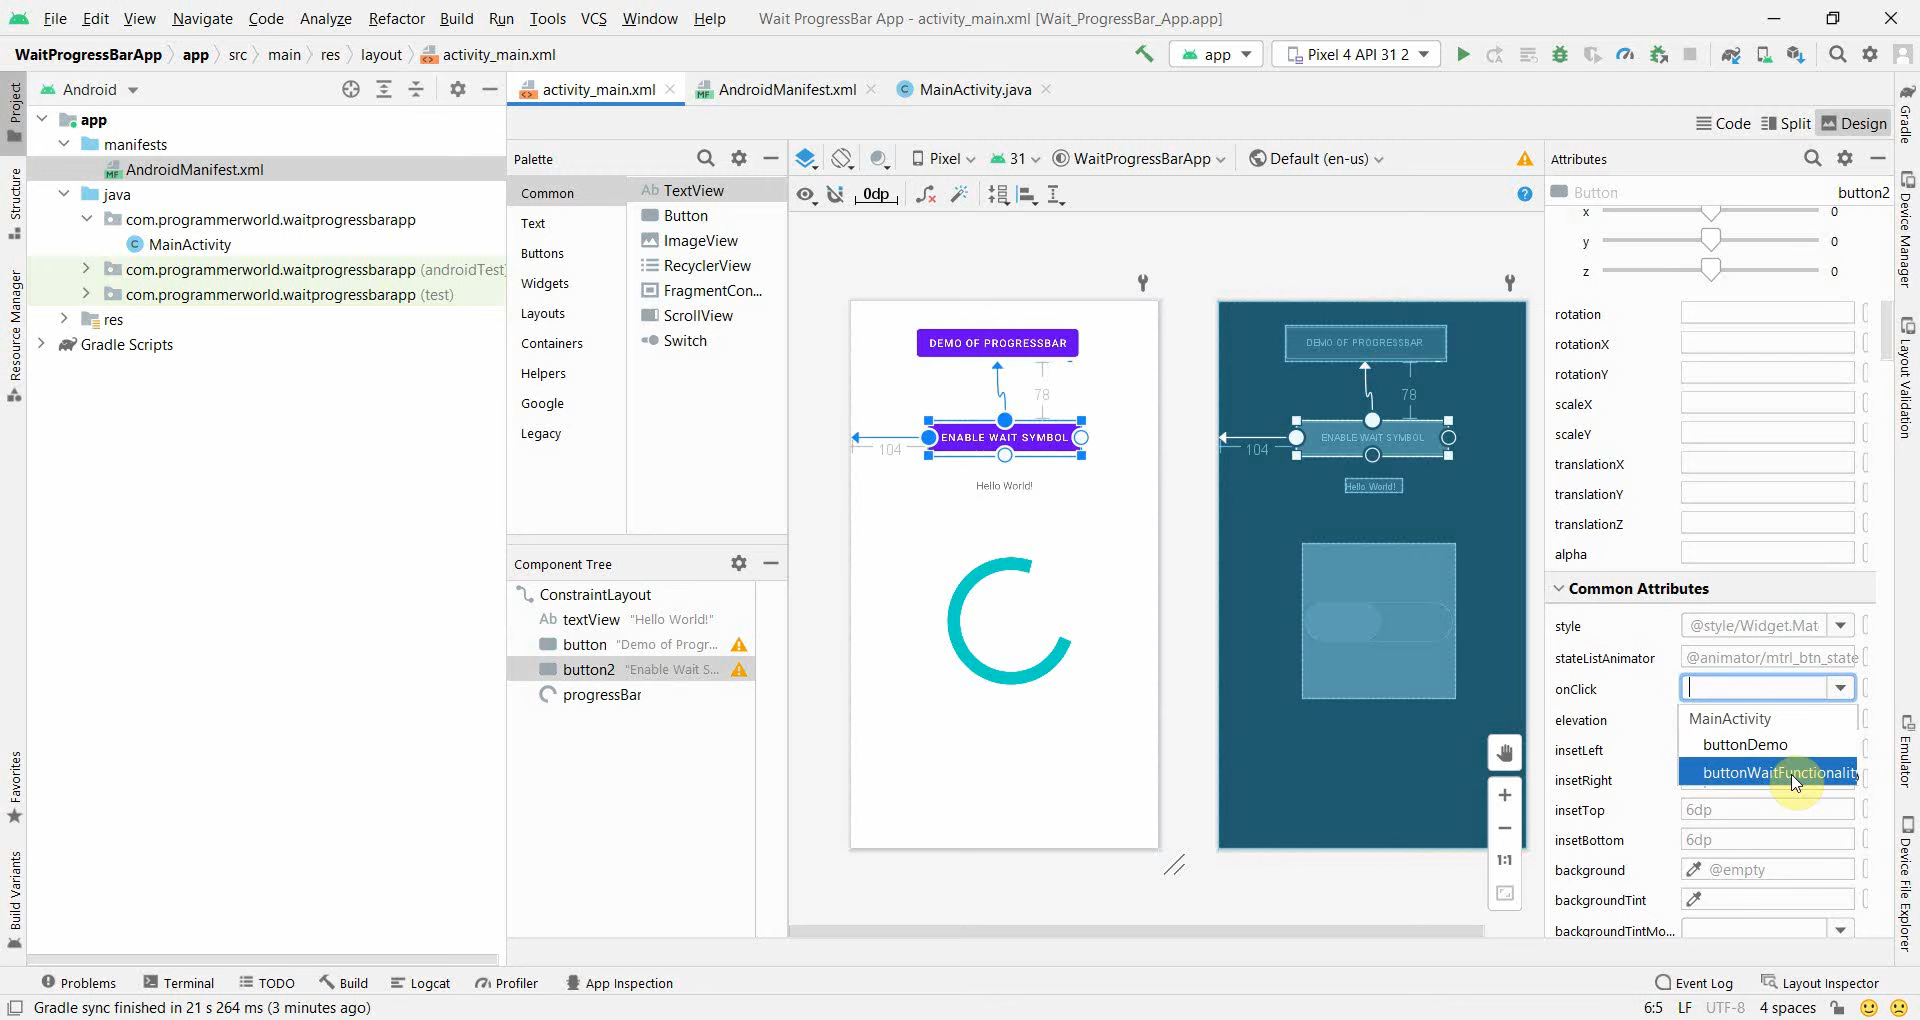 File Edit View Navigate Code Analyze Refactor Build Run Tools VCS Window Help Wait ProgressBar App - activity_main.xml [Wait_ProgressBar_App.app]
WaitProgressBarApp app src main res layout activity_main.xml app Pixel 4 API 31 2
Project
Structure
Resource Manager
Favorites
Build Variants
Android
app
manifests
AndroidManifest.xml
java
com.programmerworld.waitprogressbarapp
MainActivity
com.programmerworld.waitprogressbarapp (androidTest)
com.programmerworld.waitprogressbarapp (test)
res
Gradle Scripts
activity_main.xml AndroidManifest.xml MainActivity.java
Code Split Design
Palette
Common
Text
Buttons
Widgets
Layouts
Containers
Helpers
Google
Legacy
Ab TextView
Button
ImageView
RecyclerView
FragmentCon...
ScrollView
Switch
Component Tree
ConstraintLayout
Ab textView "Hello World!"
button "Demo of Progr...
button2 "Enable Wait S...
progressBar
Pixel 31 WaitProgressBarApp Default (en-us)
0dp
DEMO OF PROGRESSBAR
78
ENABLE WAIT SYMBOL
104
Hello World!
DEMO OF PROGRESSBAR
78
ENABLE WAIT SYMBOL
104
Hello World!
1:1
Attributes
Button button2
x 0
y 0
z 0
rotation
rotationX
rotationY
scaleX
scaleY
translationX
translationY
translationZ
alpha
Common Attributes
style @style/Widget.Mat
stateListAnimator @animator/mtrl_btn_state
onClick
elevation MainActivity
buttonDemo
insetLeft
buttonWaitFunctionalit
insetRight
insetTop 6dp
insetBottom 6dp
background @empty
backgroundTint
backgroundTintMo...
Gradle
Device Manager
Layout Validation
Emulator
Device File Explorer
Problems Terminal TODO Build Logcat Profiler App Inspection Event Log Layout Inspector
Gradle sync finished in 21 s 264 ms (3 minutes ago) 6:5 LF UTF-8 4 spaces